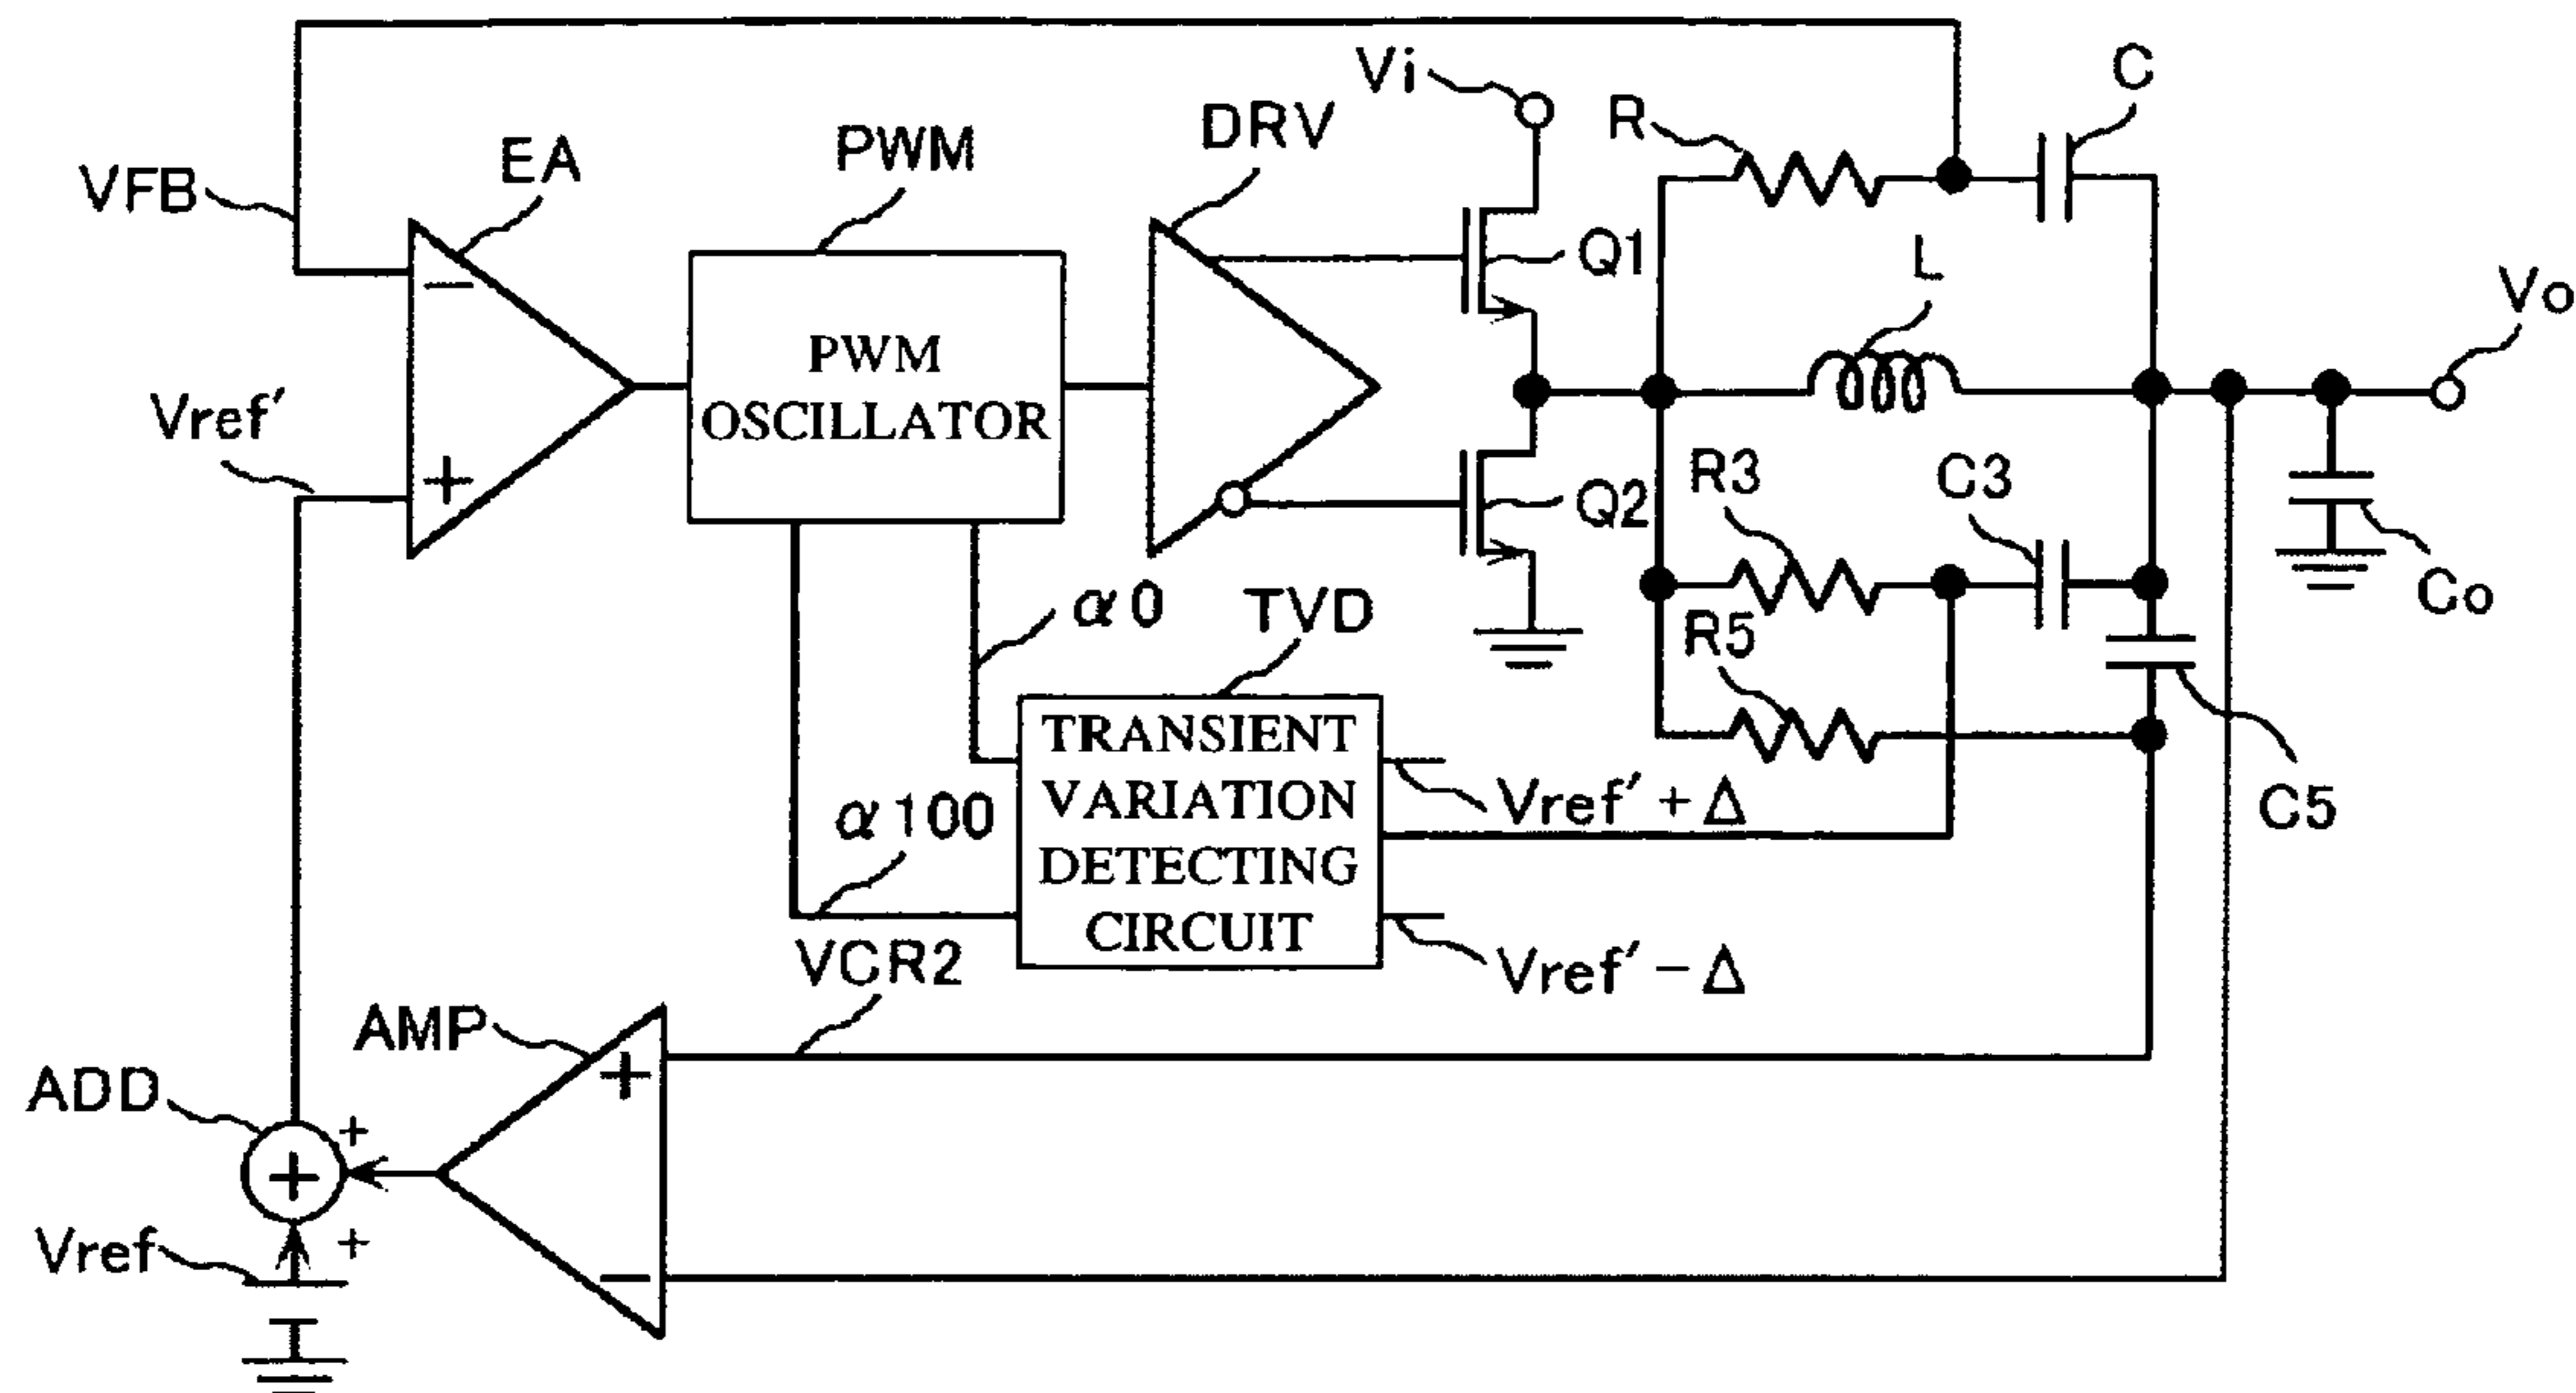 Vi
C
R
DRV
PWM
EA
VFB
−
Q1
L
Vo
PWM
OSCILLATOR
Vref′
+
R3
C3
Q2
Co
α0
TVD
R5
TRANSIENT
VARIATION
DETECTING
CIRCUIT
Vref′+Δ
C5
α100
VCR2
Vref′−Δ
AMP
+
ADD
+
+
Vref
+
−